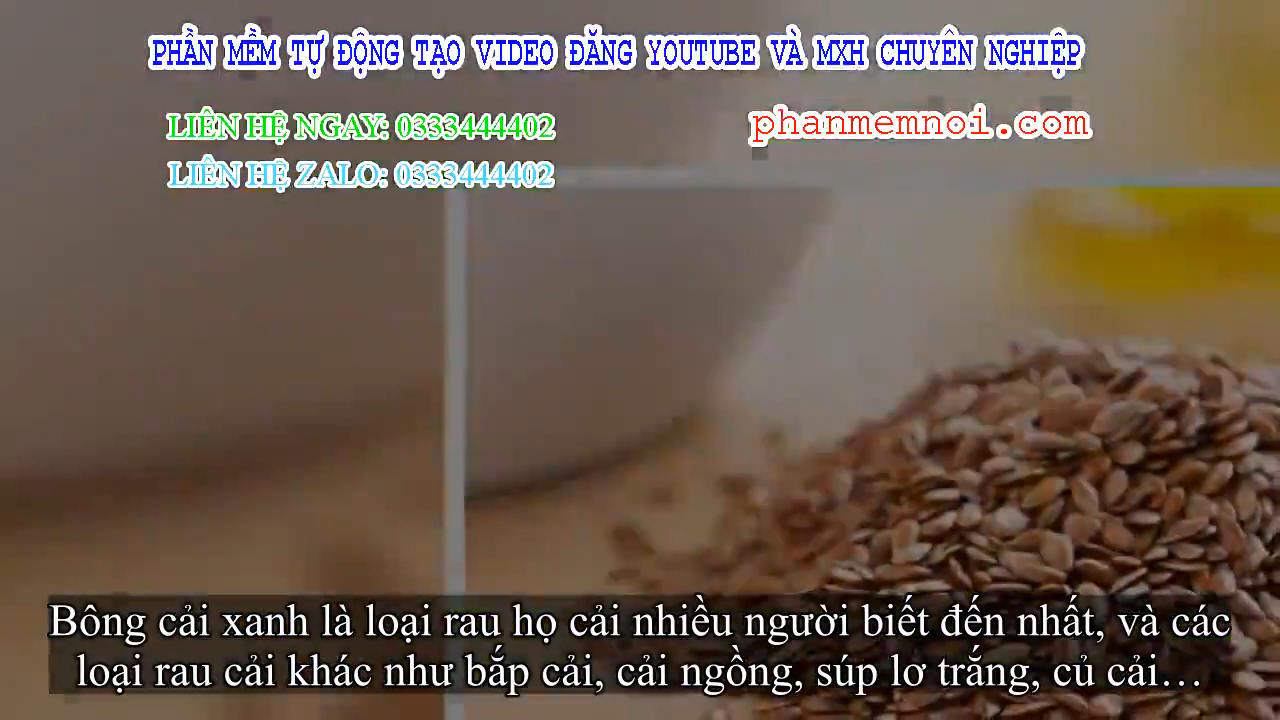 PHẦN MỀM TỰ ĐỘNG TẠO VIDEO ĐĂNG YOUTUBE VÀ MXH CHUYÊN NGHIỆP
LIÊN HỆ NGAY: 0333444402
phanmemnoi.com
LIÊN HỆ ZALO: 0333444402
Bông cải xanh là loại rau họ cải nhiều người biết đến nhất, và các
loại rau cải khác như bắp cải, cải ngồng, súp lơ trắng, củ cải…